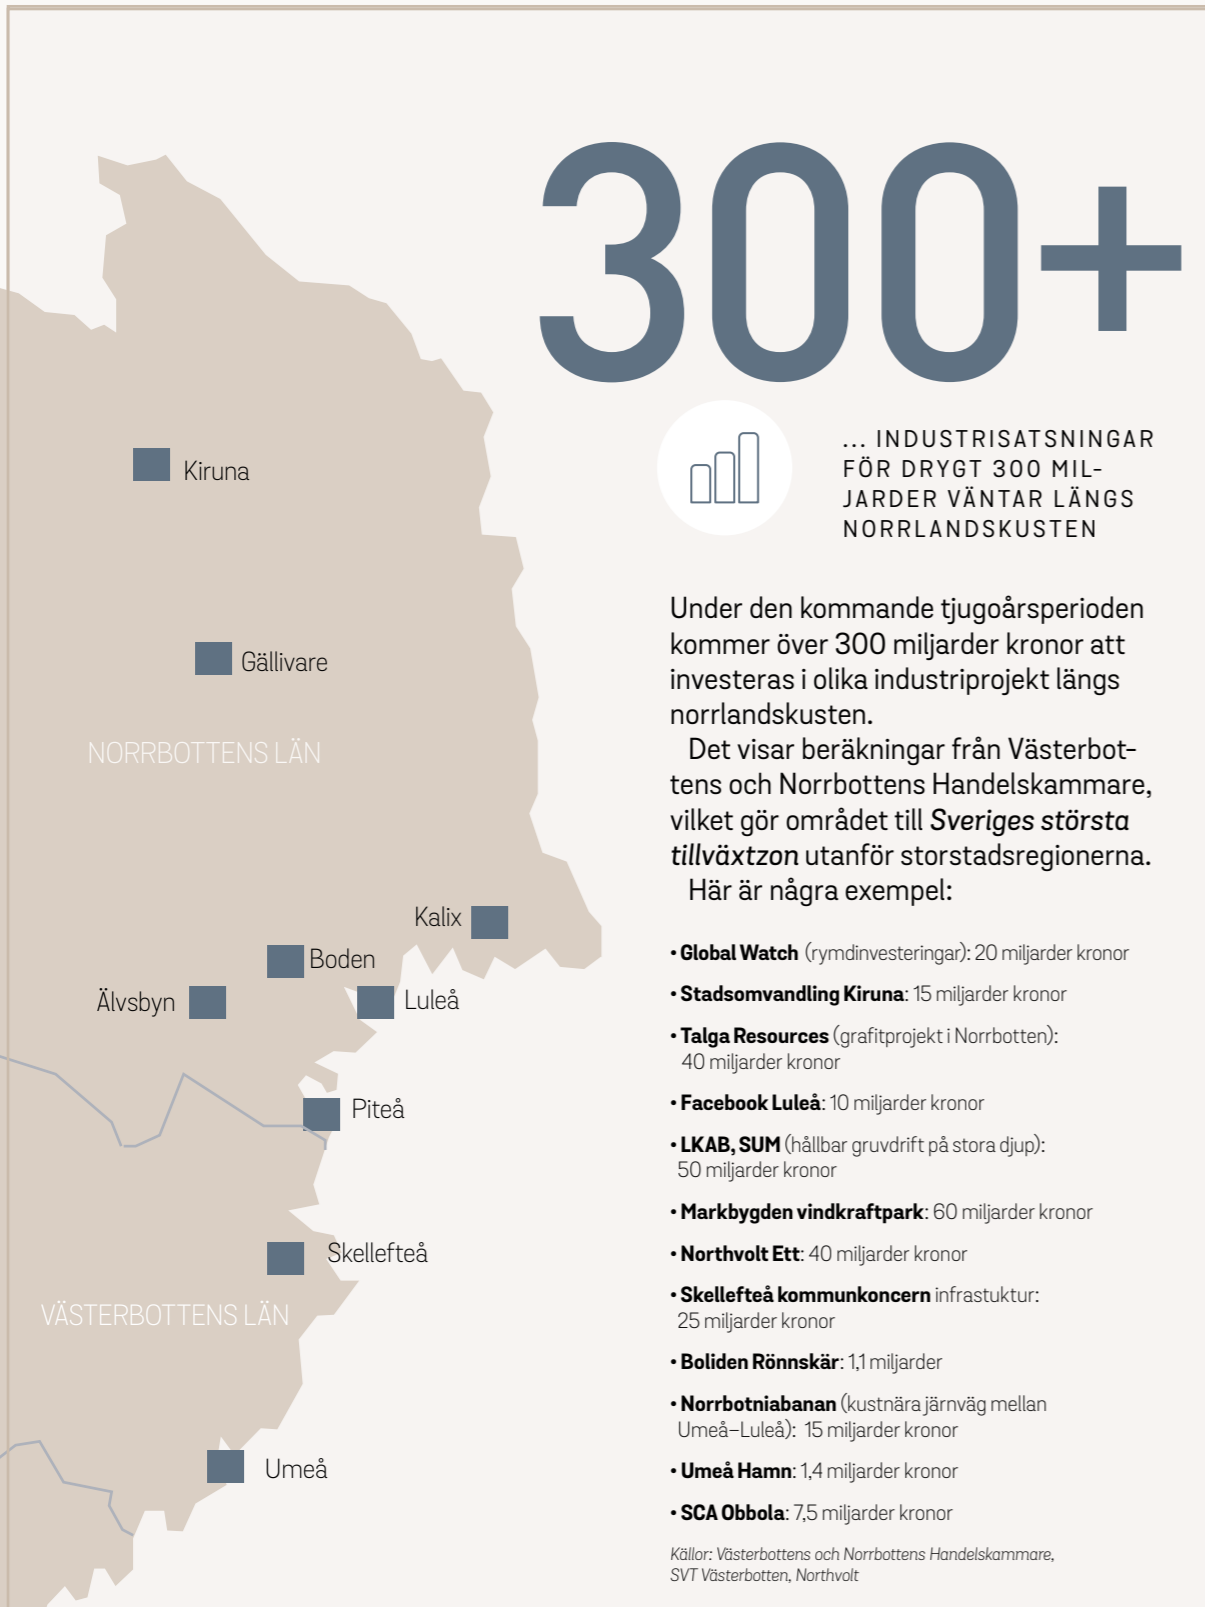 300+
... INDUSTRISATSNINGAR
FÖR DRYGT 300 MIL-
JARDER VÄNTAR LÄNGS
NORRLANDSKUSTEN
Under den kommande tjugoårsperioden
kommer över 300 miljarder kronor att
investeras i olika industriprojekt längs
norrlandskusten.
Det visar beräkningar från Västerbot-
tens och Norrbottens Handelskammare,
vilket gör området till Sveriges största
tillväxtzon utanför storstadsregionerna.
Här är några exempel:
• Global Watch (rymdinvesteringar): 20 miljarder kronor
• Stadsomvandling Kiruna: 15 miljarder kronor
• Talga Resources (grafitprojekt i Norrbotten):
40 miljarder kronor
• Facebook Luleå: 10 miljarder kronor
• LKAB, SUM (hållbar gruvdrift på stora djup):
50 miljarder kronor
• Markbygden vindkraftpark: 60 miljarder kronor
• Northvolt Ett: 40 miljarder kronor
• Skellefteå kommunkoncern infrastuktur:
25 miljarder kronor
• Boliden Rönnskär: 1,1 miljarder
• Norrbotniabanan (kustnära järnväg mellan
Umeå–Luleå): 15 miljarder kronor
• Umeå Hamn: 1,4 miljarder kronor
• SCA Obbola: 7,5 miljarder kronor
Källor: Västerbottens och Norrbottens Handelskammare,
SVT Västerbotten, Northvolt
Kiruna
Gällivare
NORRBOTTENS LÄN
Kalix
Boden
Älvsbyn
Luleå
Piteå
Skellefteå
VÄSTERBOTTENS LÄN
Umeå